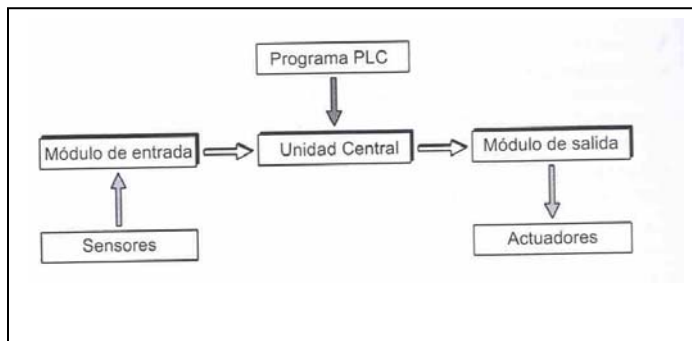 Programa PLC
Módulo de entrada
Unidad Central
Módulo de salida
Sensores
Actuadores